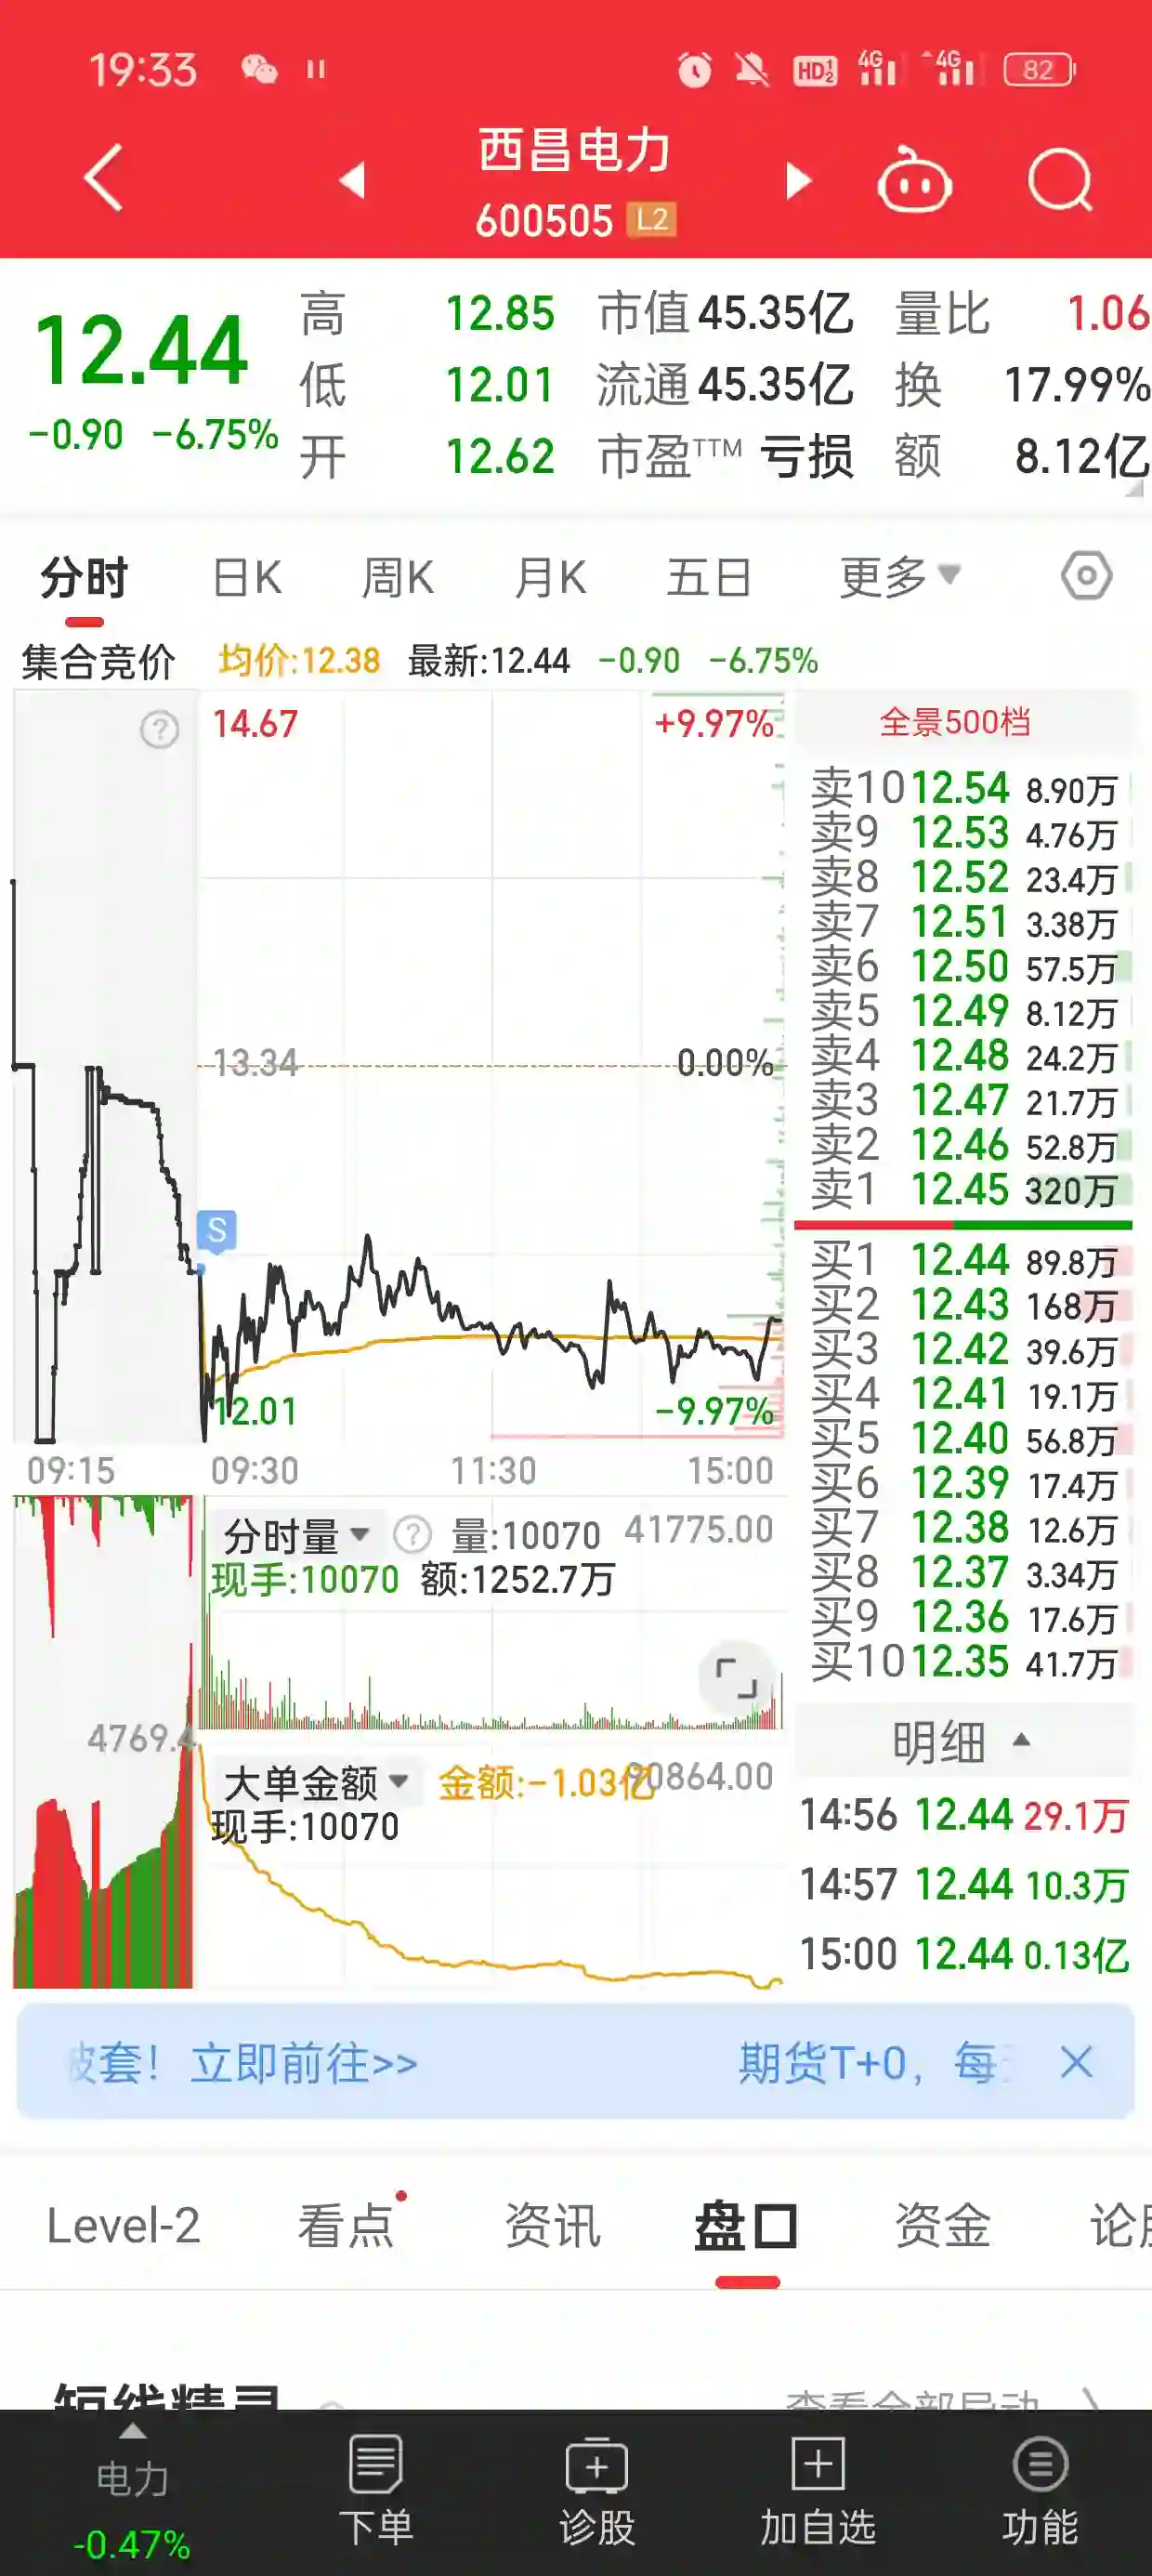 19:33 HD 4G 4G 82
西昌电力
600505 L2
12.44
-0.90 -6.75%
高 12.85 市值 45.35亿 量比 1.06
低 12.01 流通 45.35亿 换 17.99%
开 12.62 市盈TTM 亏损 额 8.12亿
分时 日K 周K 月K 五日 更多
集合竞价 均价:12.38 最新:12.44 -0.90 -6.75%
14.67 +9.97%
13.34 0.00%
S
12.01 -9.97%
09:15 09:30 11:30 15:00
全景500档
卖10 12.54 8.90万
卖9 12.53 4.76万
卖8 12.52 23.4万
卖7 12.51 3.38万
卖6 12.50 57.5万
卖5 12.49 8.12万
卖4 12.48 24.2万
卖3 12.47 21.7万
卖2 12.46 52.8万
卖1 12.45 320万
买1 12.44 89.8万
买2 12.43 168万
买3 12.42 39.6万
买4 12.41 19.1万
买5 12.40 56.8万
买6 12.39 17.4万
买7 12.38 12.6万
买8 12.37 3.34万
买9 12.36 17.6万
买10 12.35 41.7万
分时量 ? 量:10070 41775.00
现手:10070 额:1252.7万
4769.4
大单金额 金额:-1.03亿 90864.00
现手:10070
明细
14:56 12.44 29.1万
14:57 12.44 10.3万
15:00 12.44 0.13亿
被套！立即前往>> 期货T+0，每
Level-2 看点 资讯 盘口 资金 论股
短线精灵 查看全部异动
电力 下单 诊股 加自选 功能
-0.47%